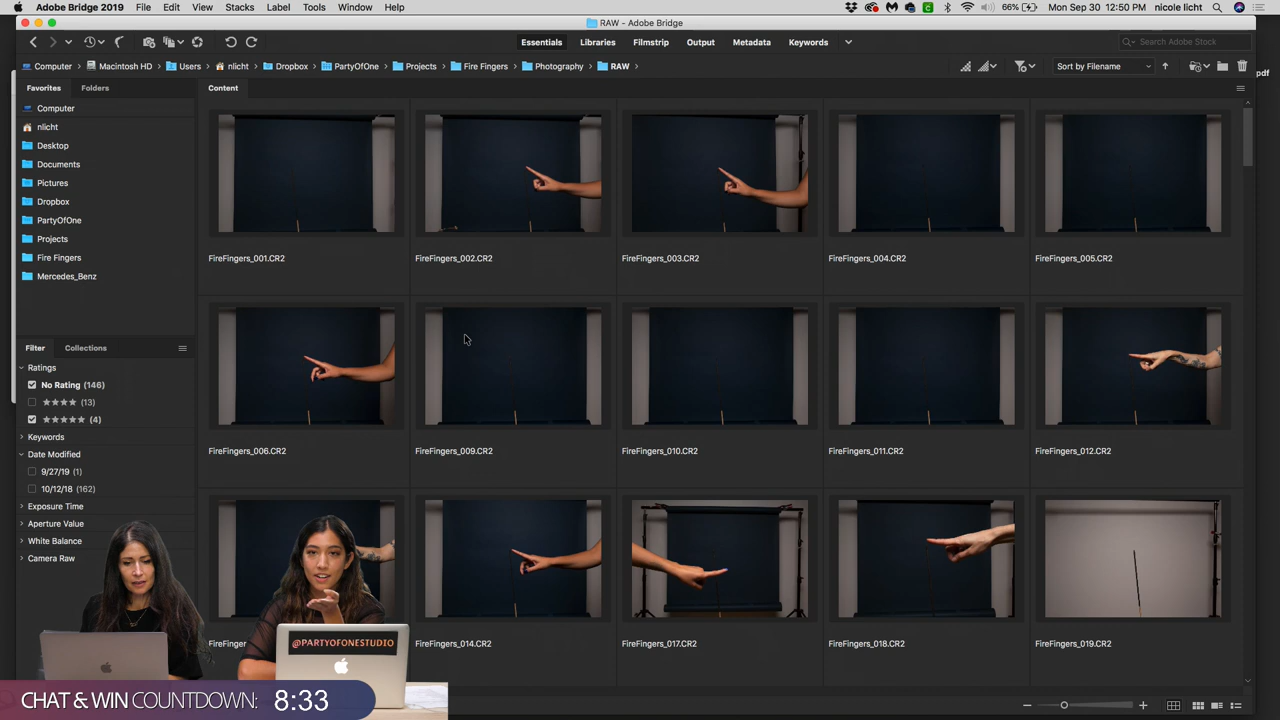 Adobe Bridge 2019 File Edit View Stacks Label Tools Window Help 66% Mon Sep 30 12:50 PM nicole licht
RAW – Adobe Bridge
Essentials Libraries Filmstrip Output Metadata Keywords Search Adobe Stock
Computer Macintosh HD Users nlicht Dropbox PartyOfOne Projects Fire Fingers Photography RAW Sort by Filename
pdf
Favorites Folders Content
Computer
nlicht
Desktop
Documents
Pictures
Dropbox
PartyOfOne
Projects
Fire Fingers
Mercedes_Benz
FireFingers_001.CR2 FireFingers_002.CR2 FireFingers_003.CR2 FireFingers_004.CR2 FireFingers_005.CR2
Filter Collections
Ratings
No Rating (146)
★★★★ (13)
★★★★★ (4)
Keywords
Date Modified
9/27/19 (1)
10/12/18 (162)
Exposure Time
Aperture Value
White Balance
Camera Raw
FireFingers_006.CR2 FireFingers_009.CR2 FireFingers_010.CR2 FireFingers_011.CR2 FireFingers_012.CR2
FireFinge FireFingers_014.CR2 FireFingers_017.CR2 FireFingers_018.CR2 FireFingers_019.CR2
@PARTYOFONESTUDIO
CHAT & WIN COUNTDOWN: 8:33